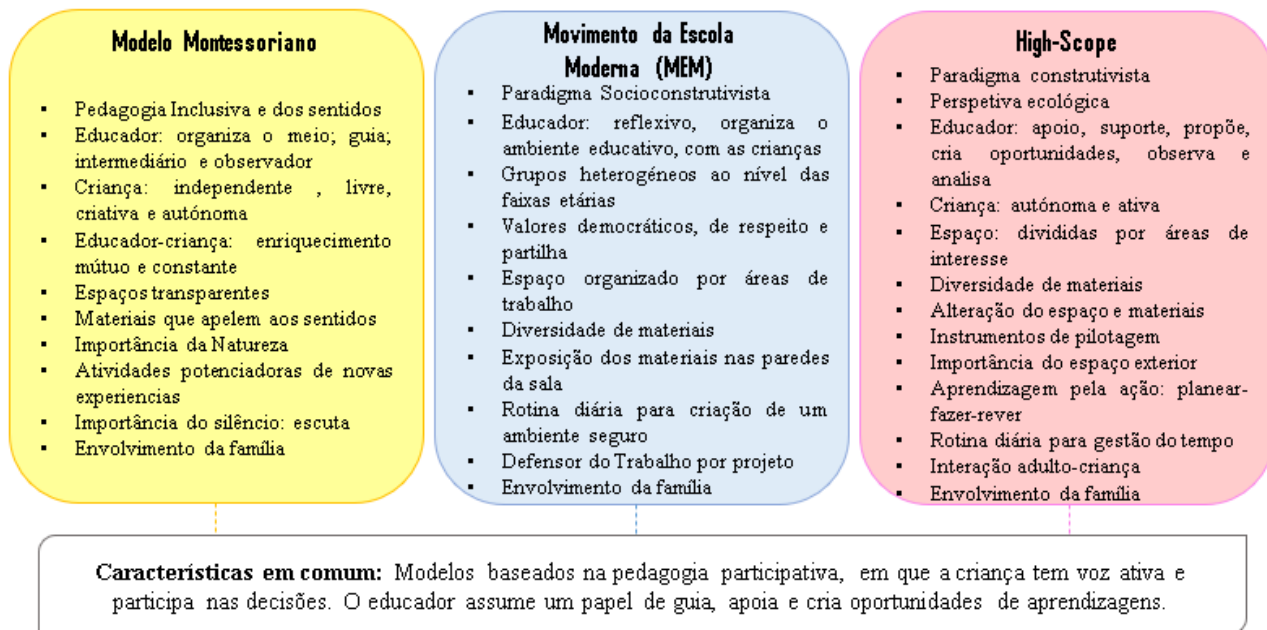 Modelo Montessoriano
▪ Pedagogia Inclusiva e dos sentidos
▪ Educador: organiza o meio; guia;
intermediário e observador
▪ Criança: independente , livre,
criativa e autónoma
▪ Educador-criança: enriquecimento
mútuo e constante
▪ Espaços transparentes
▪ Materiais que apelem aos sentidos
▪ Importância da Natureza
▪ Atividades potenciadoras de novas
experiencias
▪ Importância do silêncio: escuta
▪ Envolvimento da família
Movimento da Escola
Moderna (MEM)
▪ Paradigma Socioconstrutivista
▪ Educador: reflexivo, organiza o
ambiente educativo, com as crianças
▪ Grupos heterogéneos ao nível das
faixas etárias
▪ Valores democráticos, de respeito e
partilha
▪ Espaço organizado por áreas de
trabalho
▪ Diversidade de materiais
▪ Exposição dos materiais nas paredes
da sala
▪ Rotina diária para criação de um
ambiente seguro
▪ Defensor do Trabalho por projeto
▪ Envolvimento da família
High-Scope
▪ Paradigma construtivista
▪ Perspetiva ecológica
▪ Educador: apoio, suporte, propõe,
cria oportunidades, observa e
analisa
▪ Criança: autónoma e ativa
▪ Espaço: divididas por áreas de
interesse
▪ Diversidade de materiais
▪ Alteração do espaço e materiais
▪ Instrumentos de pilotagem
▪ Importância do espaço exterior
▪ Aprendizagem pela ação: planear-
fazer-rever
▪ Rotina diária para gestão do tempo
▪ Interação adulto-criança
▪ Envolvimento da família
Características em comum: Modelos baseados na pedagogia participativa, em que a criança tem voz ativa e
participa nas decisões. O educador assume um papel de guia, apoia e cria oportunidades de aprendizagens.